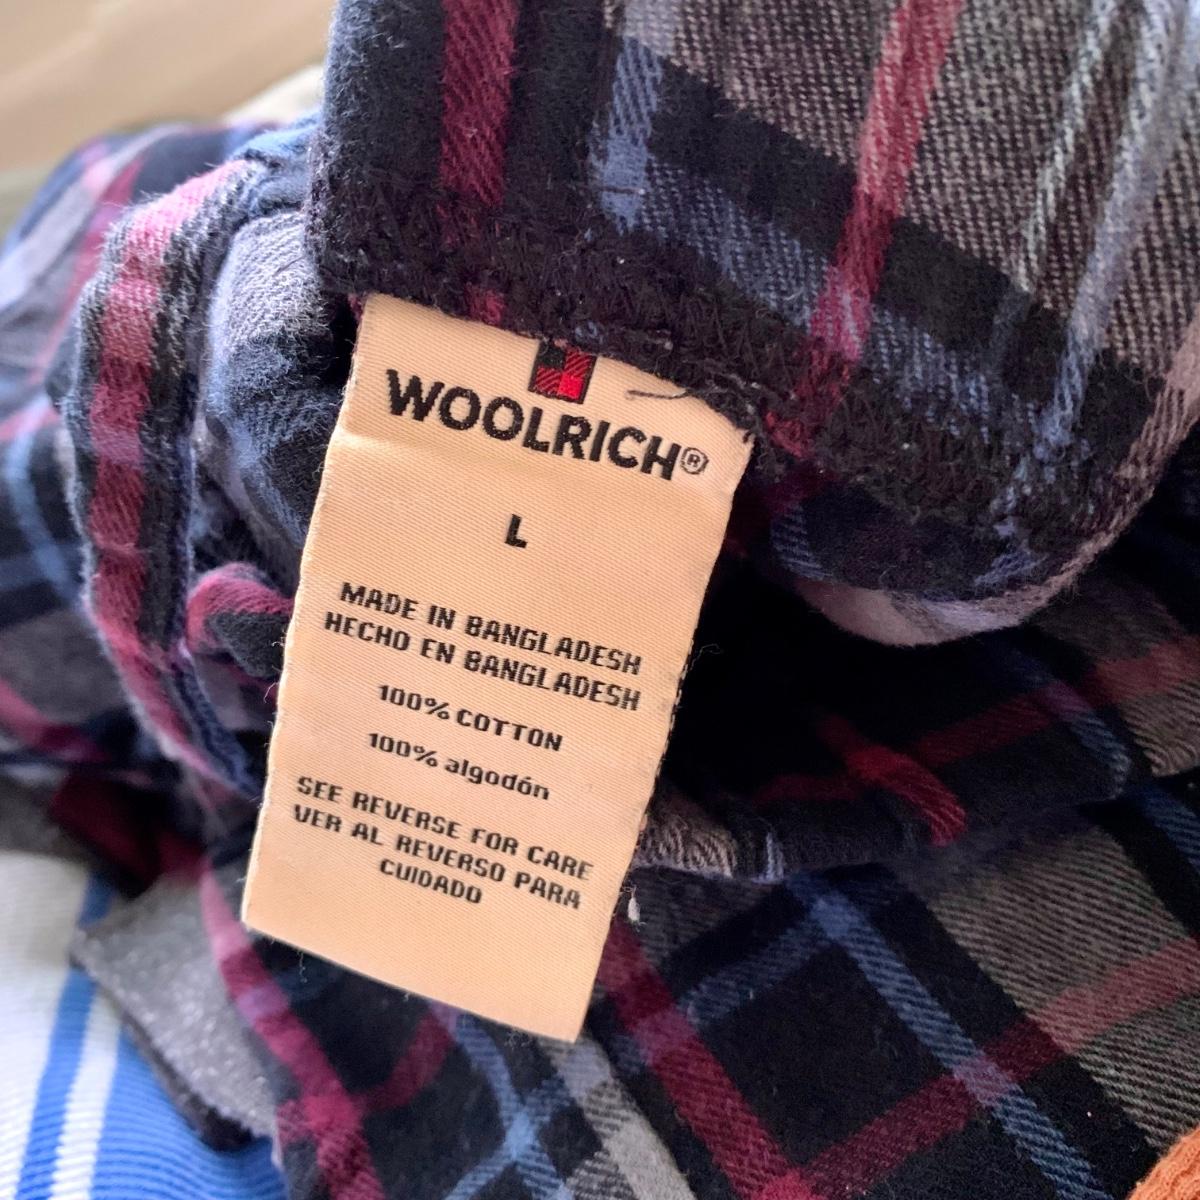 WOOLRICH®
L
MADE IN BANGLADESH
HECHO EN BANGLADESH
100% COTTON
100% algodón
SEE REVERSE FOR CARE
VER AL REVERSO PARA
CUIDADO